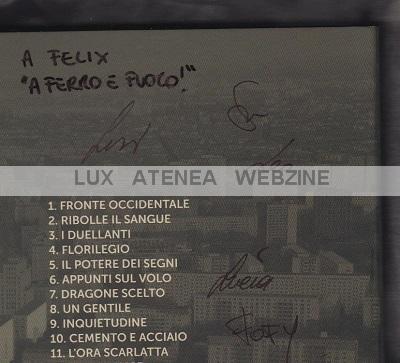 A FELIX
"A FERRO E FUOCO!"
LUX ATENEA WEBZINE
1. FRONTE OCCIDENTALE
2. RIBOLLE IL SANGUE
3. I DUELLANTI
4. FLORILEGIO
5. IL POTERE DEI SEGNI
6. APPUNTI SUL VOLO
7. DRAGONE SCELTO
8. UN GENTILE
9. INQUIETUDINE
10. CEMENTO E ACCIAIO
11. L'ORA SCARLATTA